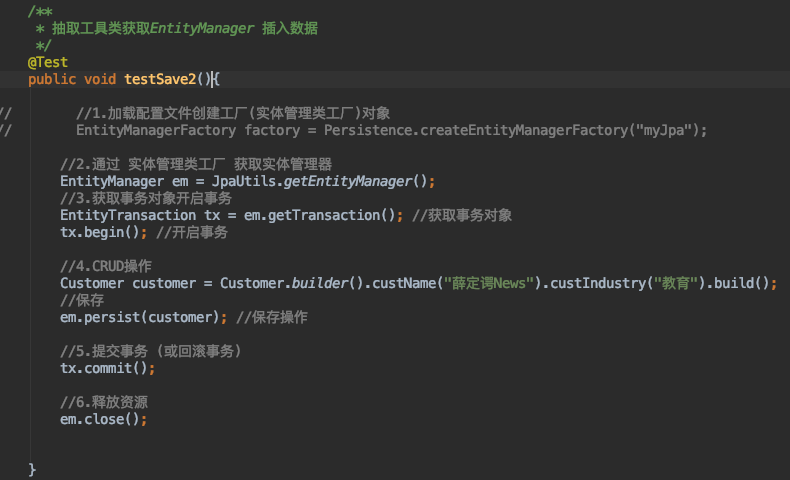 /**
* 抽取工具类获取EntityManager 插入数据
*/
@Test
public void testSave2(){
// //1.加载配置文件创建工厂(实体管理类工厂)对象
// EntityManagerFactory factory = Persistence.createEntityManagerFactory("myJpa");
//2.通过 实体管理类工厂 获取实体管理器
EntityManager em = JpaUtils.getEntityManager();
//3.获取事务对象开启事务
EntityTransaction tx = em.getTransaction(); //获取事务对象
tx.begin(); //开启事务
//4.CRUD操作
Customer customer = Customer.builder().custName("薛定谔News").custIndustry("教育").build();
//保存
em.persist(customer); //保存操作
//5.提交事务 (或回滚事务)
tx.commit();
//6.释放资源
em.close();
}